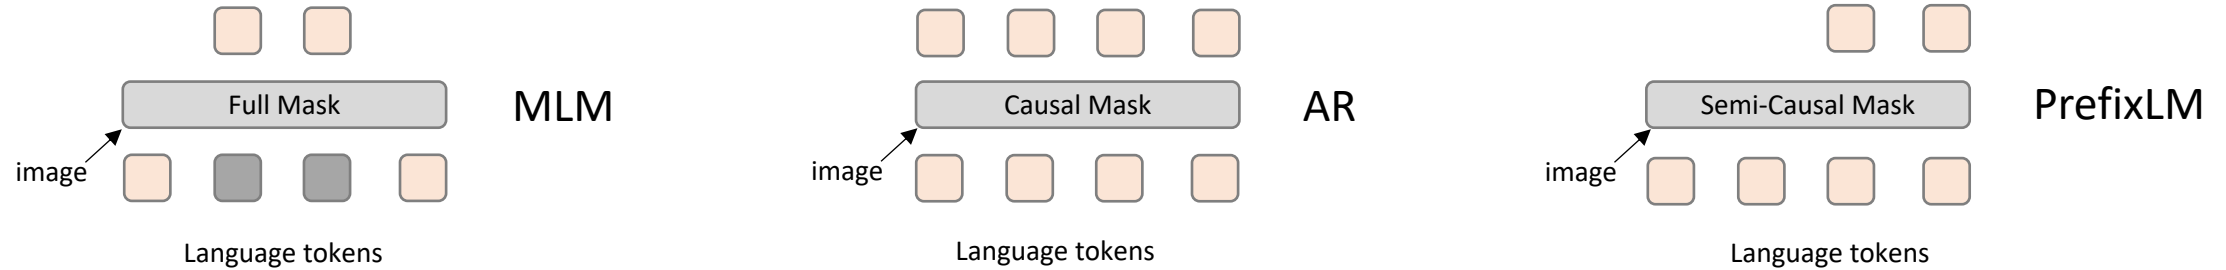 Full Mask
MLM
image
Language tokens
Causal Mask
AR
image
Language tokens
Semi-Causal Mask
PrefixLM
image
Language tokens